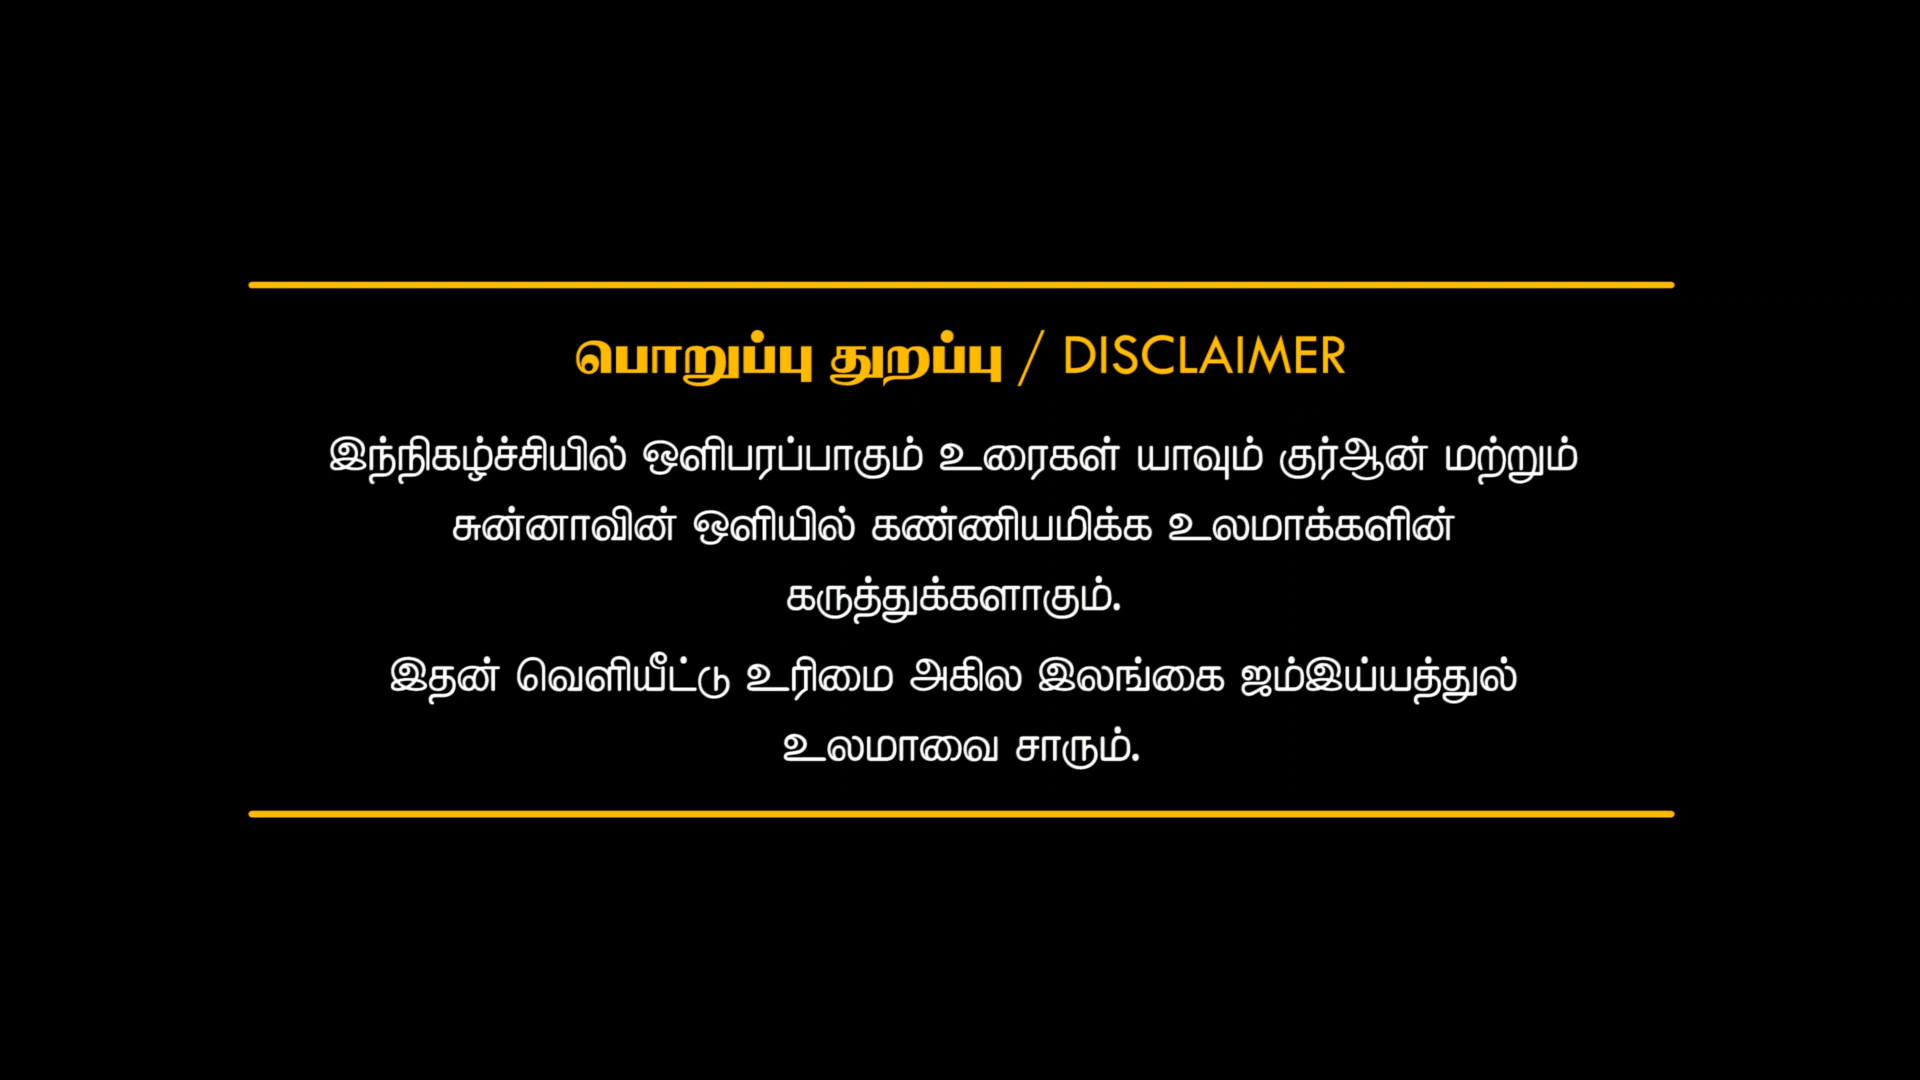 பொறுப்பு துறப்பு / DISCLAIMER
இந்நிகழ்ச்சியில் ஒளிபரப்பாகும் உரைகள் யாவும் குர்ஆன் மற்றும்
சுன்னாவின் ஒளியில் கண்ணியமிக்க உலமாக்களின்
கருத்துக்களாகும்.
இதன் வெளியீட்டு உரிமை அகில இலங்கை ஜம்இய்யத்துல்
உலமாவை சாரும்.